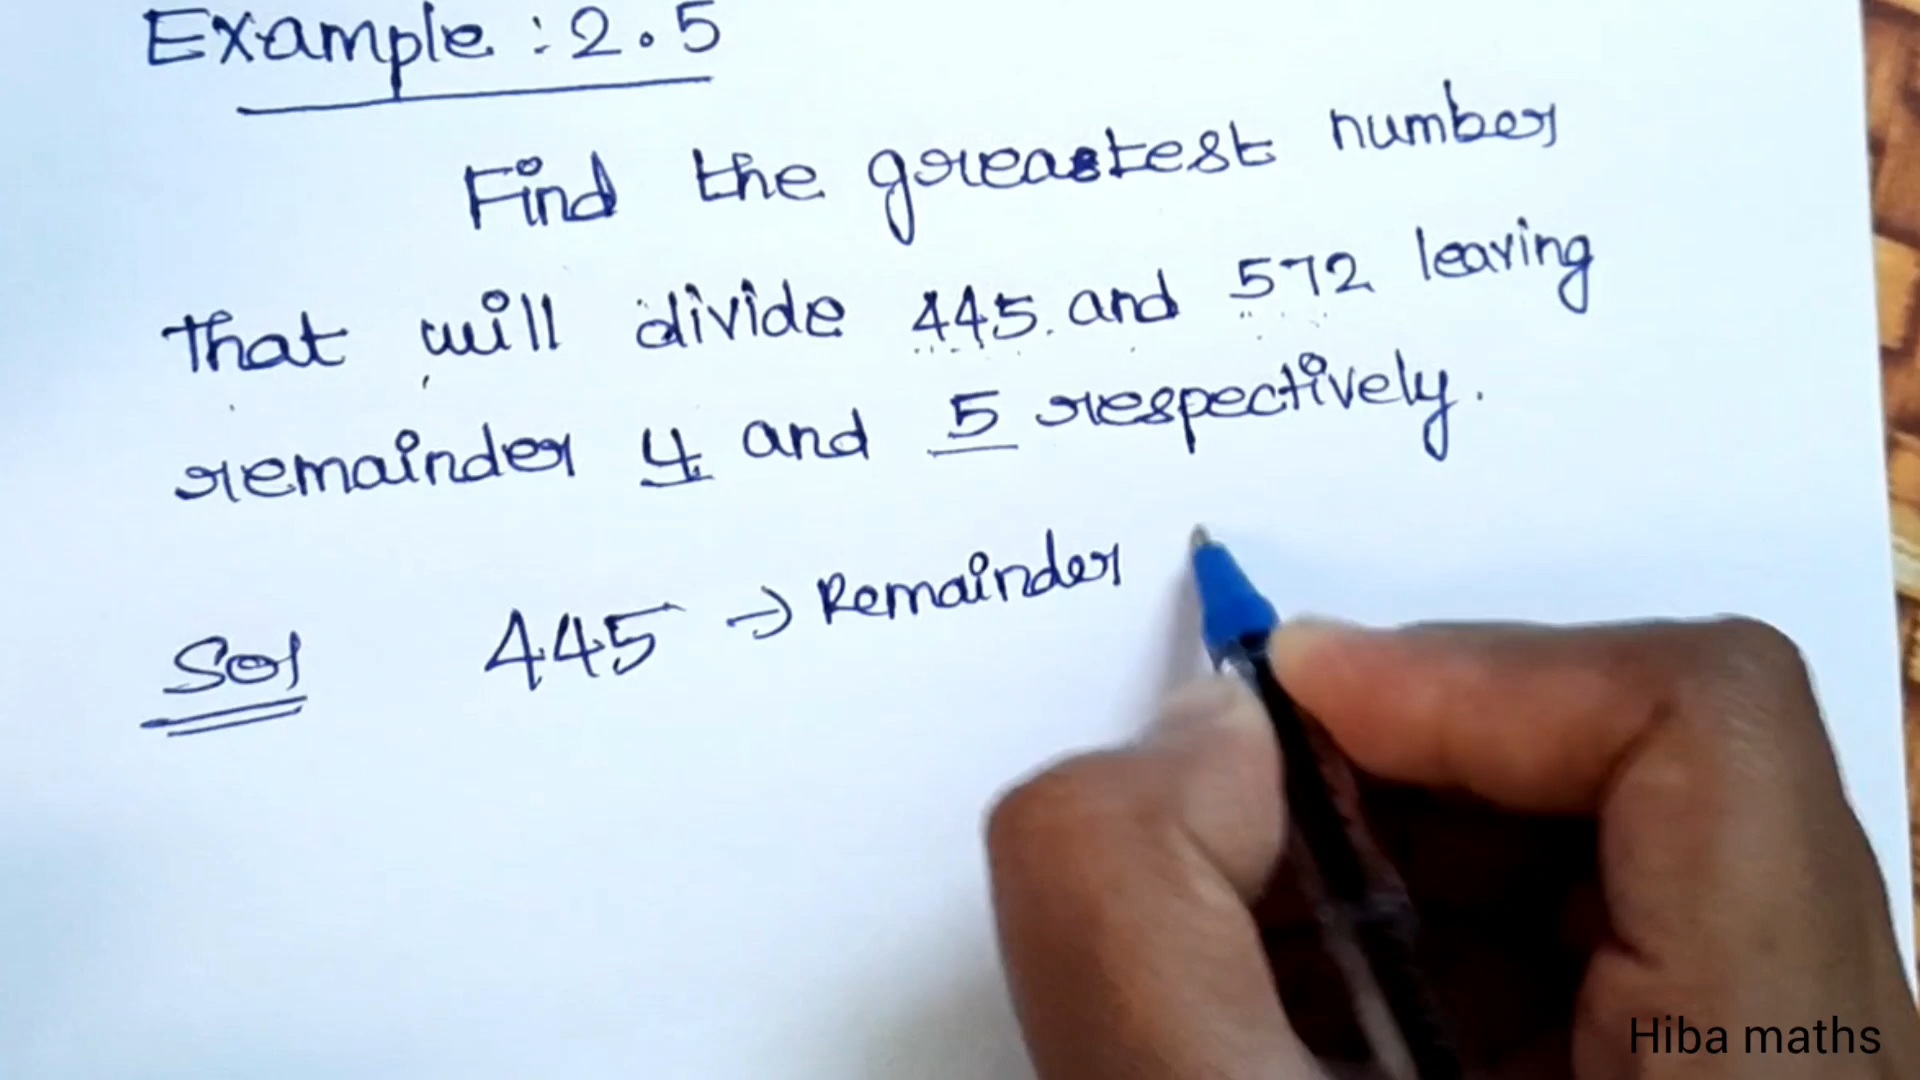 Example : 2.5
Find the greatest number
that will divide 445 and 572 leaving
remainder 4 and 5 respectively.
Sol 445 → Remainder
Hiba maths